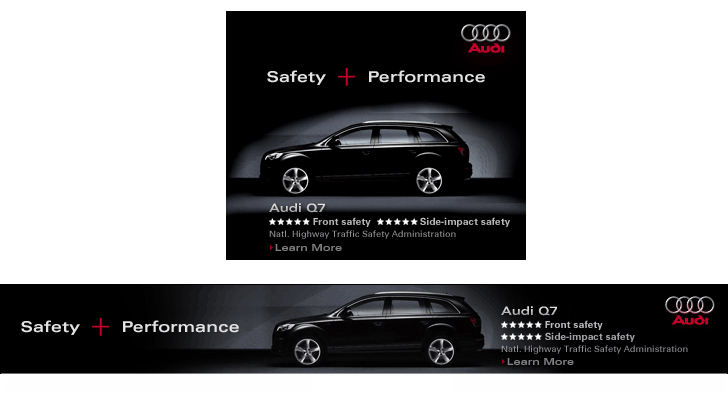 Audi
Safety + Performance
Audi Q7
★★★★★ Front safety ★★★★★ Side-impact safety
Natl. Highway Traffic Safety Administration
Learn More
Safety + Performance
Audi Q7
★★★★★ Front safety
★★★★★ Side-impact safety
Natl. Highway Traffic Safety Administration
Learn More
Audi